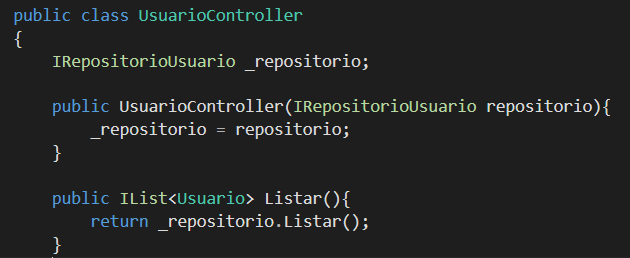 public class UsuarioController
{
    IRepositorioUsuario _repositorio;
    public UsuarioController(IRepositorioUsuario repositorio){
        _repositorio = repositorio;
    }
    public IList<Usuario> Listar(){
        return _repositorio.Listar();
    }